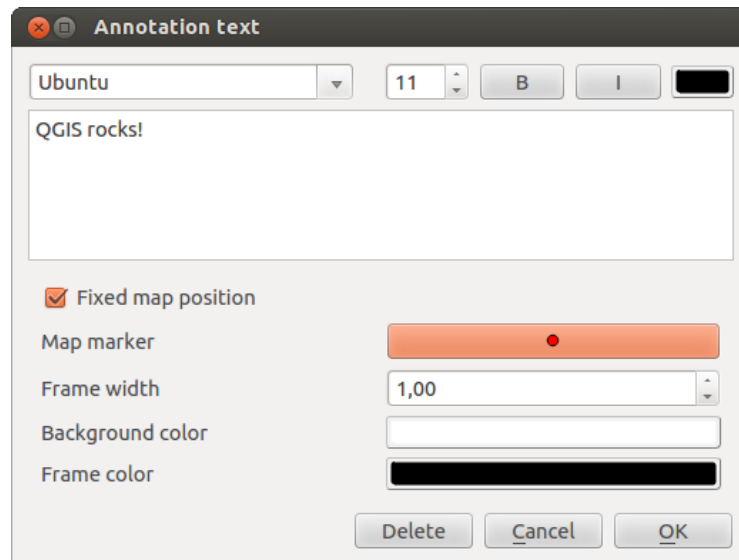 Annotation text
Ubuntu 11 B I
QGIS rocks!
Fixed map position
Map marker
Frame width 1,00
Background color
Frame color
Delete Cancel OK